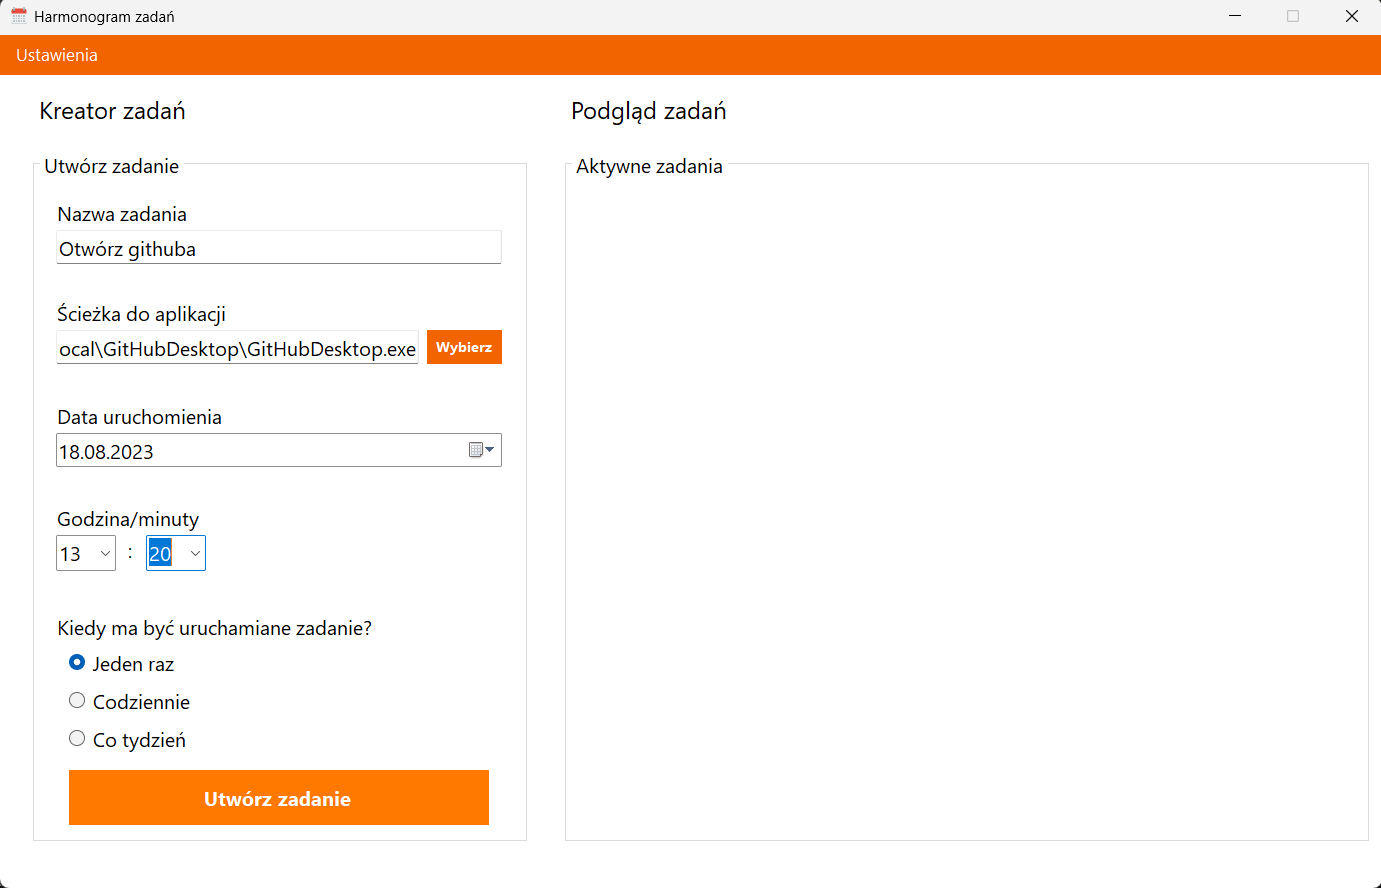 Harmonogram zadań
Ustawienia
Kreator zadań
Utwórz zadanie
Nazwa zadania
Otwórz githuba
Ścieżka do aplikacji
ocal\GitHubDesktop\GitHubDesktop.exe
Wybierz
Data uruchomienia
18.08.2023
Godzina/minuty
13 : 20
Kiedy ma być uruchamiane zadanie?
Jeden raz
Codziennie
Co tydzień
Utwórz zadanie
Podgląd zadań
Aktywne zadania